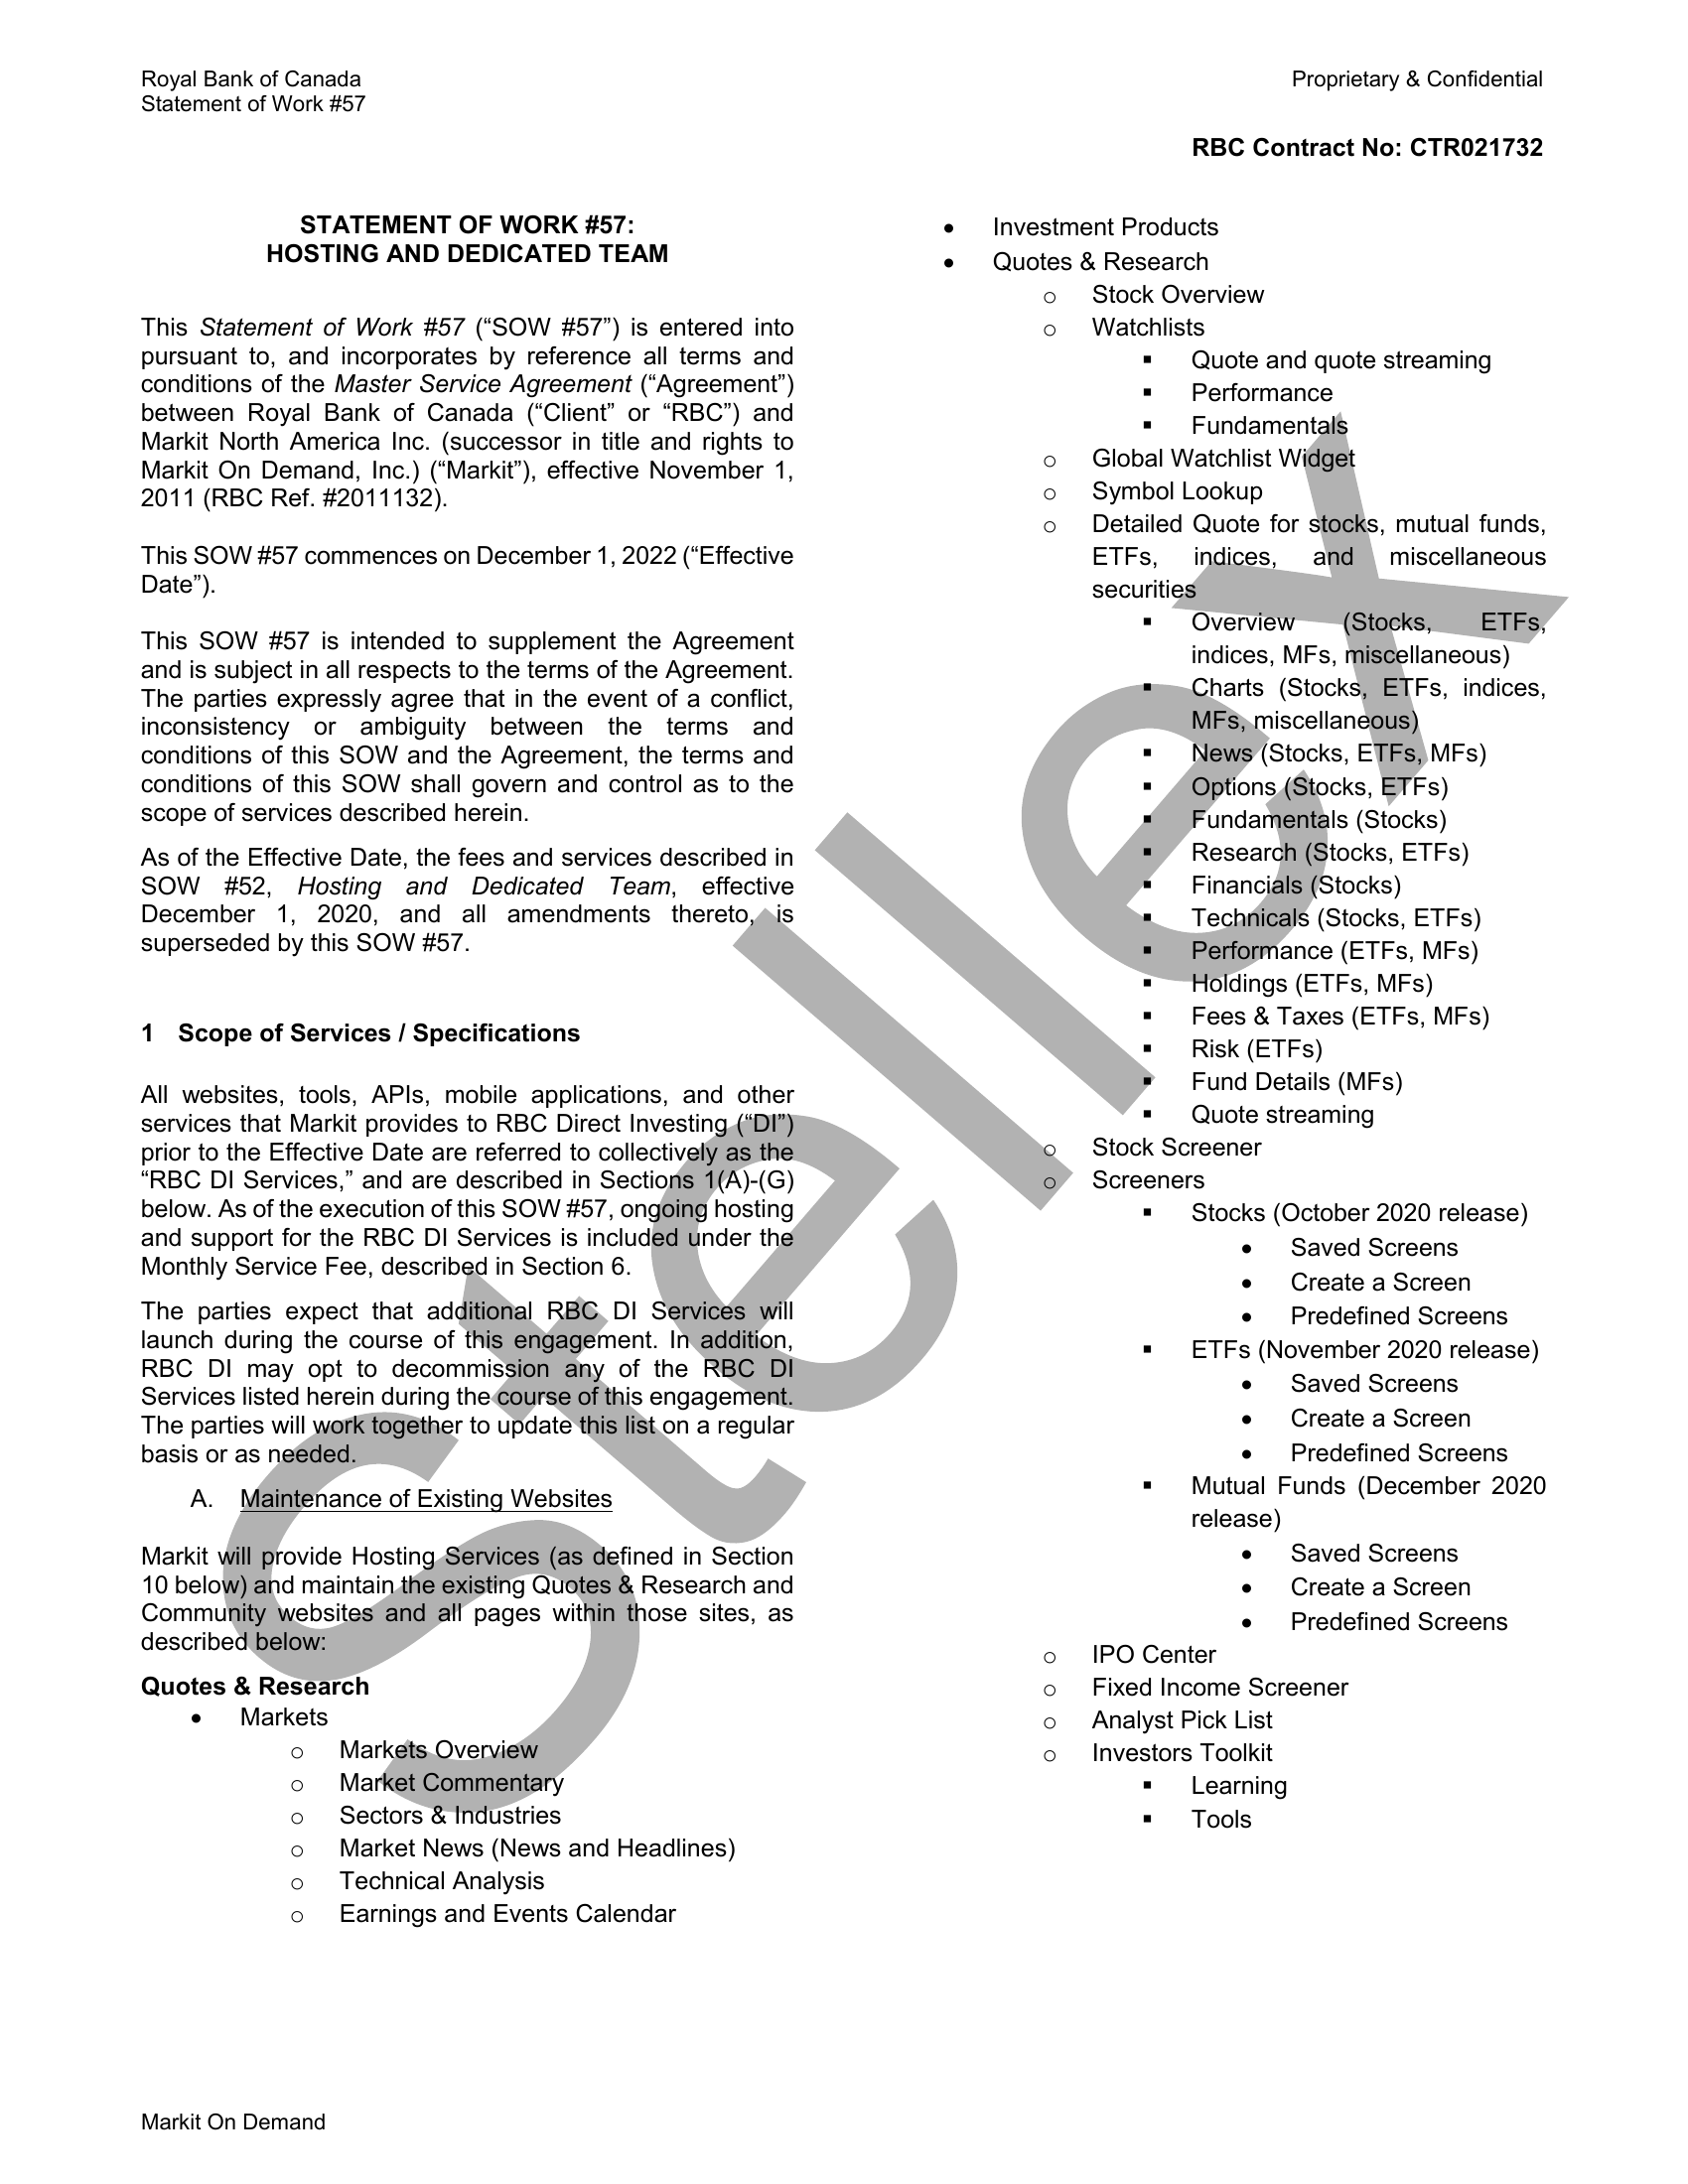 Royal Bank of Canada
Statement of Work #57
Proprietary & Confidential
RBC Contract No: CTR021732
STATEMENT OF WORK #57:
HOSTING AND DEDICATED TEAM
This Statement of Work #57 (“SOW #57”) is entered into
pursuant to, and incorporates by reference all terms and
conditions of the Master Service Agreement (“Agreement”)
between Royal Bank of Canada (“Client” or “RBC”) and
Markit North America Inc. (successor in title and rights to
Markit On Demand, Inc.) (“Markit”), effective November 1,
2011 (RBC Ref. #2011132).
This SOW #57 commences on December 1, 2022 (“Effective
Date”).
This SOW #57 is intended to supplement the Agreement
and is subject in all respects to the terms of the Agreement.
The parties expressly agree that in the event of a conflict,
inconsistency or ambiguity between the terms and
conditions of this SOW and the Agreement, the terms and
conditions of this SOW shall govern and control as to the
scope of services described herein.
As of the Effective Date, the fees and services described in
SOW #52, Hosting and Dedicated Team, effective
December 1, 2020, and all amendments thereto, is
superseded by this SOW #57.
1 Scope of Services / Specifications
All websites, tools, APIs, mobile applications, and other
services that Markit provides to RBC Direct Investing (“DI”)
prior to the Effective Date are referred to collectively as the
“RBC DI Services,” and are described in Sections 1(A)-(G)
below. As of the execution of this SOW #57, ongoing hosting
and support for the RBC DI Services is included under the
Monthly Service Fee, described in Section 6.
The parties expect that additional RBC DI Services will
launch during the course of this engagement. In addition,
RBC DI may opt to decommission any of the RBC DI
Services listed herein during the course of this engagement.
The parties will work together to update this list on a regular
basis or as needed.
A. Maintenance of Existing Websites
Markit will provide Hosting Services (as defined in Section
10 below) and maintain the existing Quotes & Research and
Community websites and all pages within those sites, as
described below:
Quotes & Research
• Markets
o Markets Overview
o Market Commentary
o Sectors & Industries
o Market News (News and Headlines)
o Technical Analysis
o Earnings and Events Calendar
• Investment Products
• Quotes & Research
o Stock Overview
o Watchlists
▪ Quote and quote streaming
▪ Performance
▪ Fundamentals
o Global Watchlist Widget
o Symbol Lookup
o Detailed Quote for stocks, mutual funds,
ETFs, indices, and miscellaneous
securities
▪ Overview (Stocks, ETFs,
indices, MFs, miscellaneous)
▪ Charts (Stocks, ETFs, indices,
MFs, miscellaneous)
▪ News (Stocks, ETFs, MFs)
▪ Options (Stocks, ETFs)
▪ Fundamentals (Stocks)
▪ Research (Stocks, ETFs)
▪ Financials (Stocks)
▪ Technicals (Stocks, ETFs)
▪ Performance (ETFs, MFs)
▪ Holdings (ETFs, MFs)
▪ Fees & Taxes (ETFs, MFs)
▪ Risk (ETFs)
▪ Fund Details (MFs)
▪ Quote streaming
o Stock Screener
o Screeners
▪ Stocks (October 2020 release)
• Saved Screens
• Create a Screen
• Predefined Screens
▪ ETFs (November 2020 release)
• Saved Screens
• Create a Screen
• Predefined Screens
▪ Mutual Funds (December 2020
release)
• Saved Screens
• Create a Screen
• Predefined Screens
o IPO Center
o Fixed Income Screener
o Analyst Pick List
o Investors Toolkit
▪ Learning
▪ Tools
Stellex
Markit On Demand